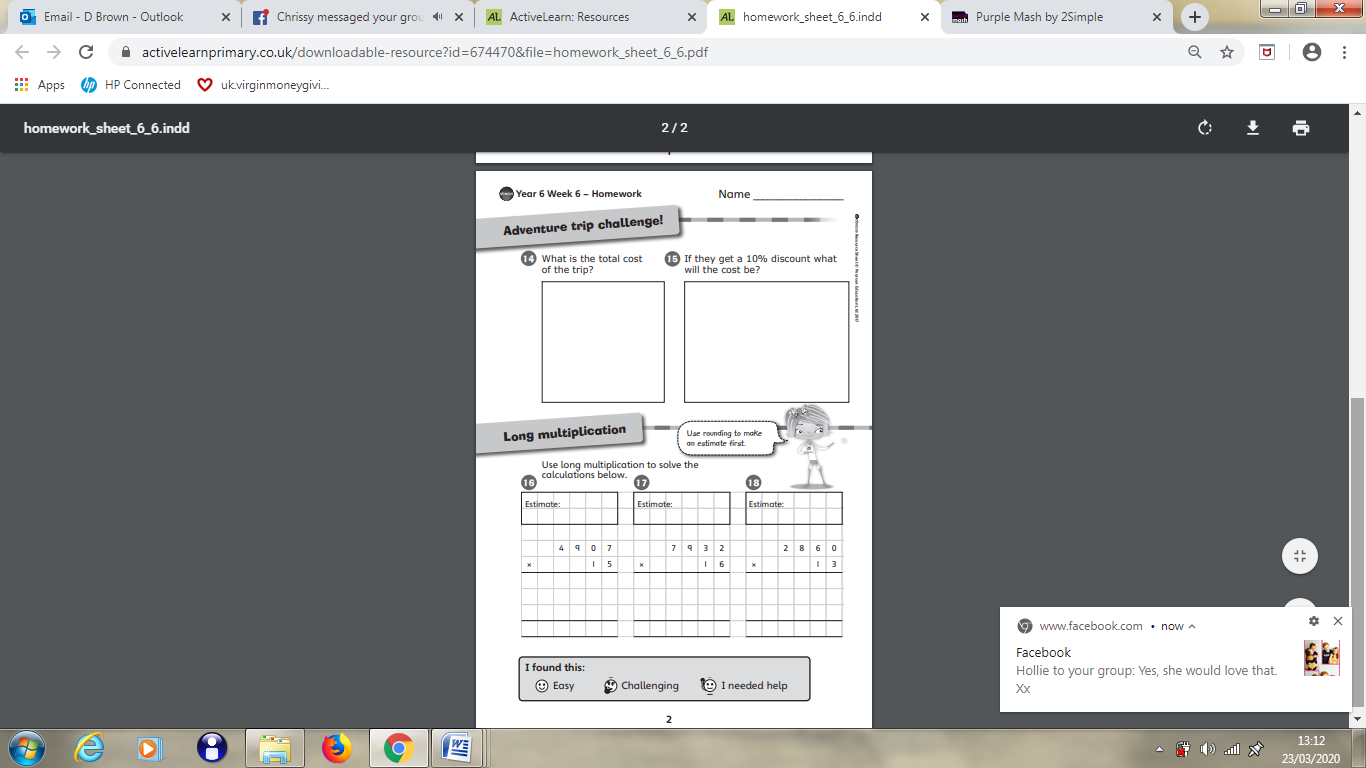 Email - D Brown - Outlook
Chrissy messaged your grou
ActiveLearn: Resources
homework_sheet_6_6.indd
Purple Mash by 2Simple
activelearnprimary.co.uk/downloadable-resource?id=674470&file=homework_sheet_6_6.pdf
Apps
HP Connected
uk.virginmoneygivi...
homework_sheet_6_6.indd
2 / 2
Year 6 Week 6 – Homework
Name
Adventure trip challenge!
14 What is the total cost
of the trip?
15 If they get a 10% discount what
will the cost be?
Long multiplication
Use rounding to make
an estimate first.
Use long multiplication to solve the
calculations below.
16 17 18
Estimate: Estimate: Estimate:
4 9 0 7 7 9 3 2 2 8 6 0
× 1 5 × 1 6 × 1 3
I found this:
Easy Challenging I needed help
2
www.facebook.com • now
Facebook
Hollie to your group: Yes, she would love that.
Xx
13:12
23/03/2020